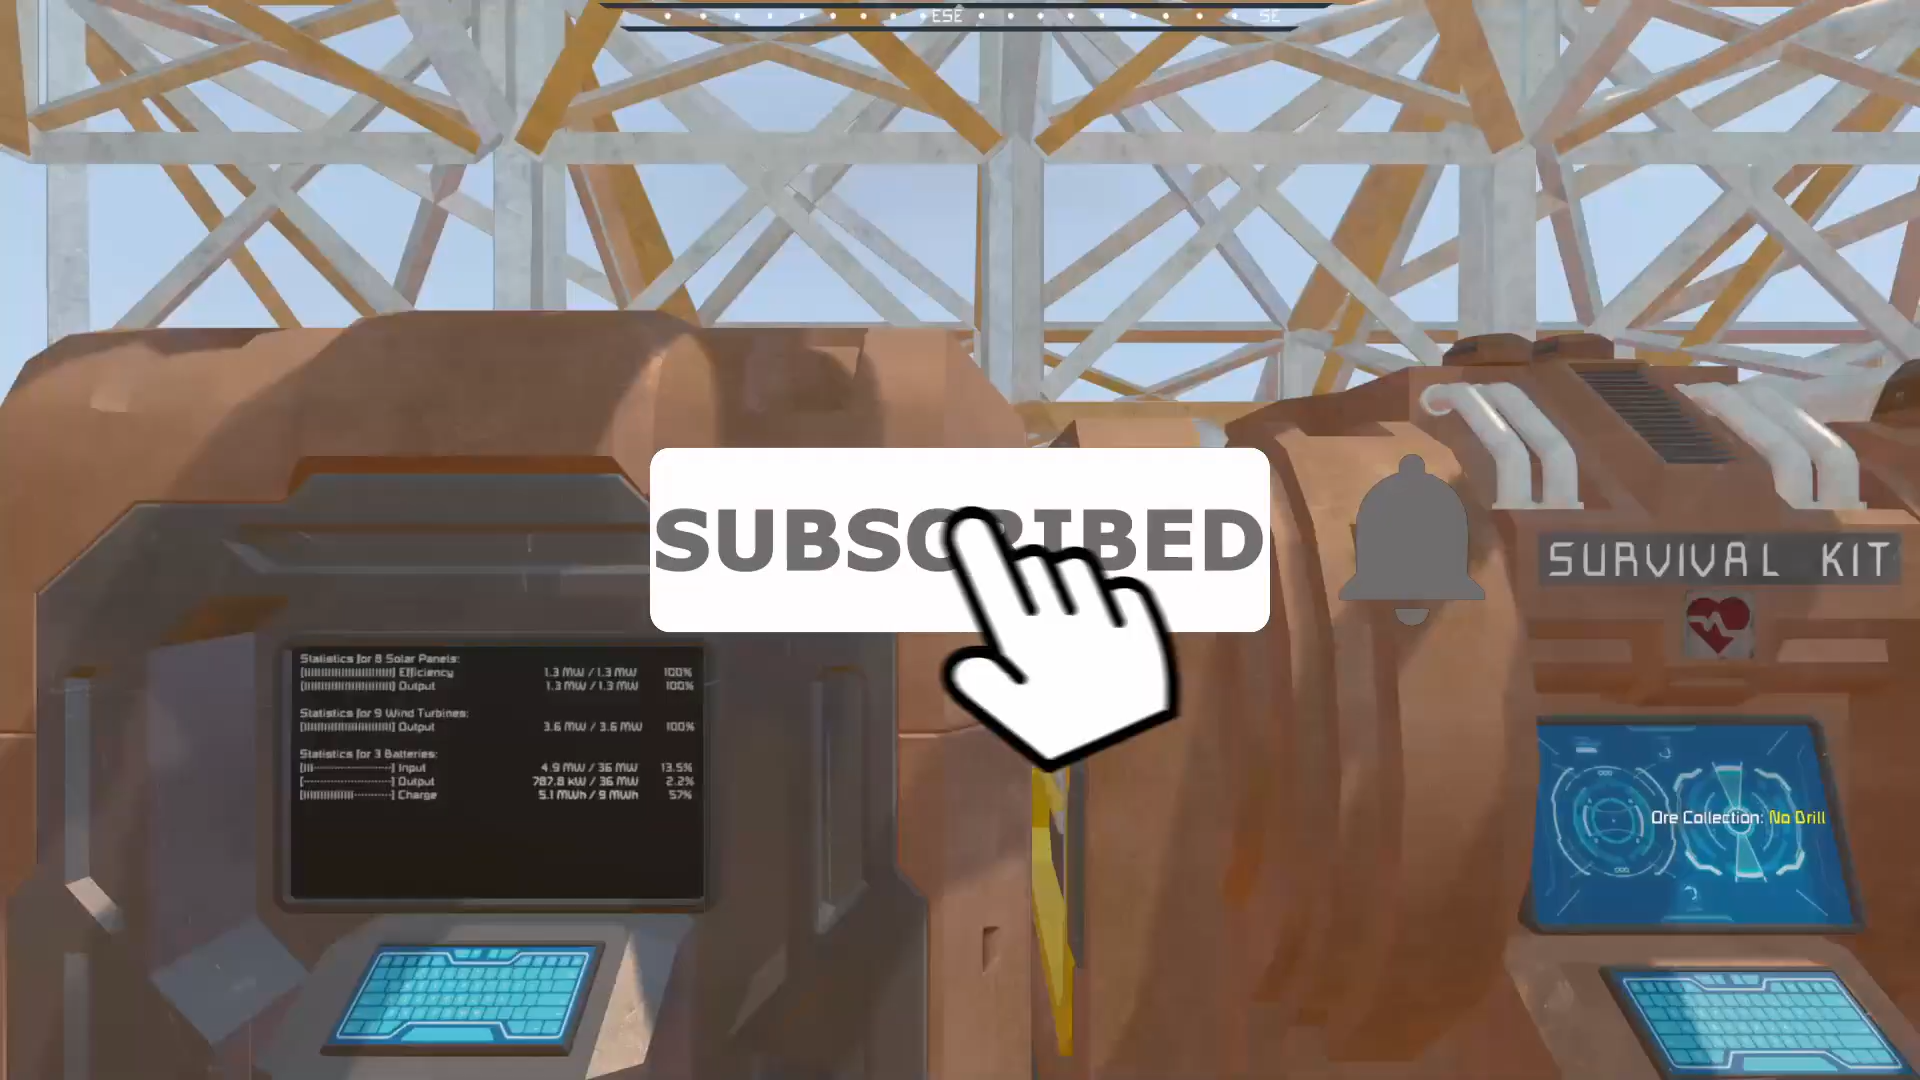 ESE SE
SUBSCRIBED
SURVIVAL KIT
Statistics for 8 Solar Panels:
[||||||||||||||||||||||||||] Efficiency 1.3 MW / 1.3 MW 100%
[||||||||||||||||||||||||||] Output 1.3 MW / 1.3 MW 100%
Statistics for 9 Wind Turbines:
[||||||||||||||||||||||||||] Output 3.6 MW / 3.6 MW 100%
Statistics for 3 Batteries:
[|||----------------------] Input 4.9 MW / 36 MW 13.5%
[-------------------------] Output 787.8 kW / 36 MW 2.2%
[|||||||||||||||-----------] Charge 5.1 MWh / 9 MWh 57%
Ore Collection: No Drill